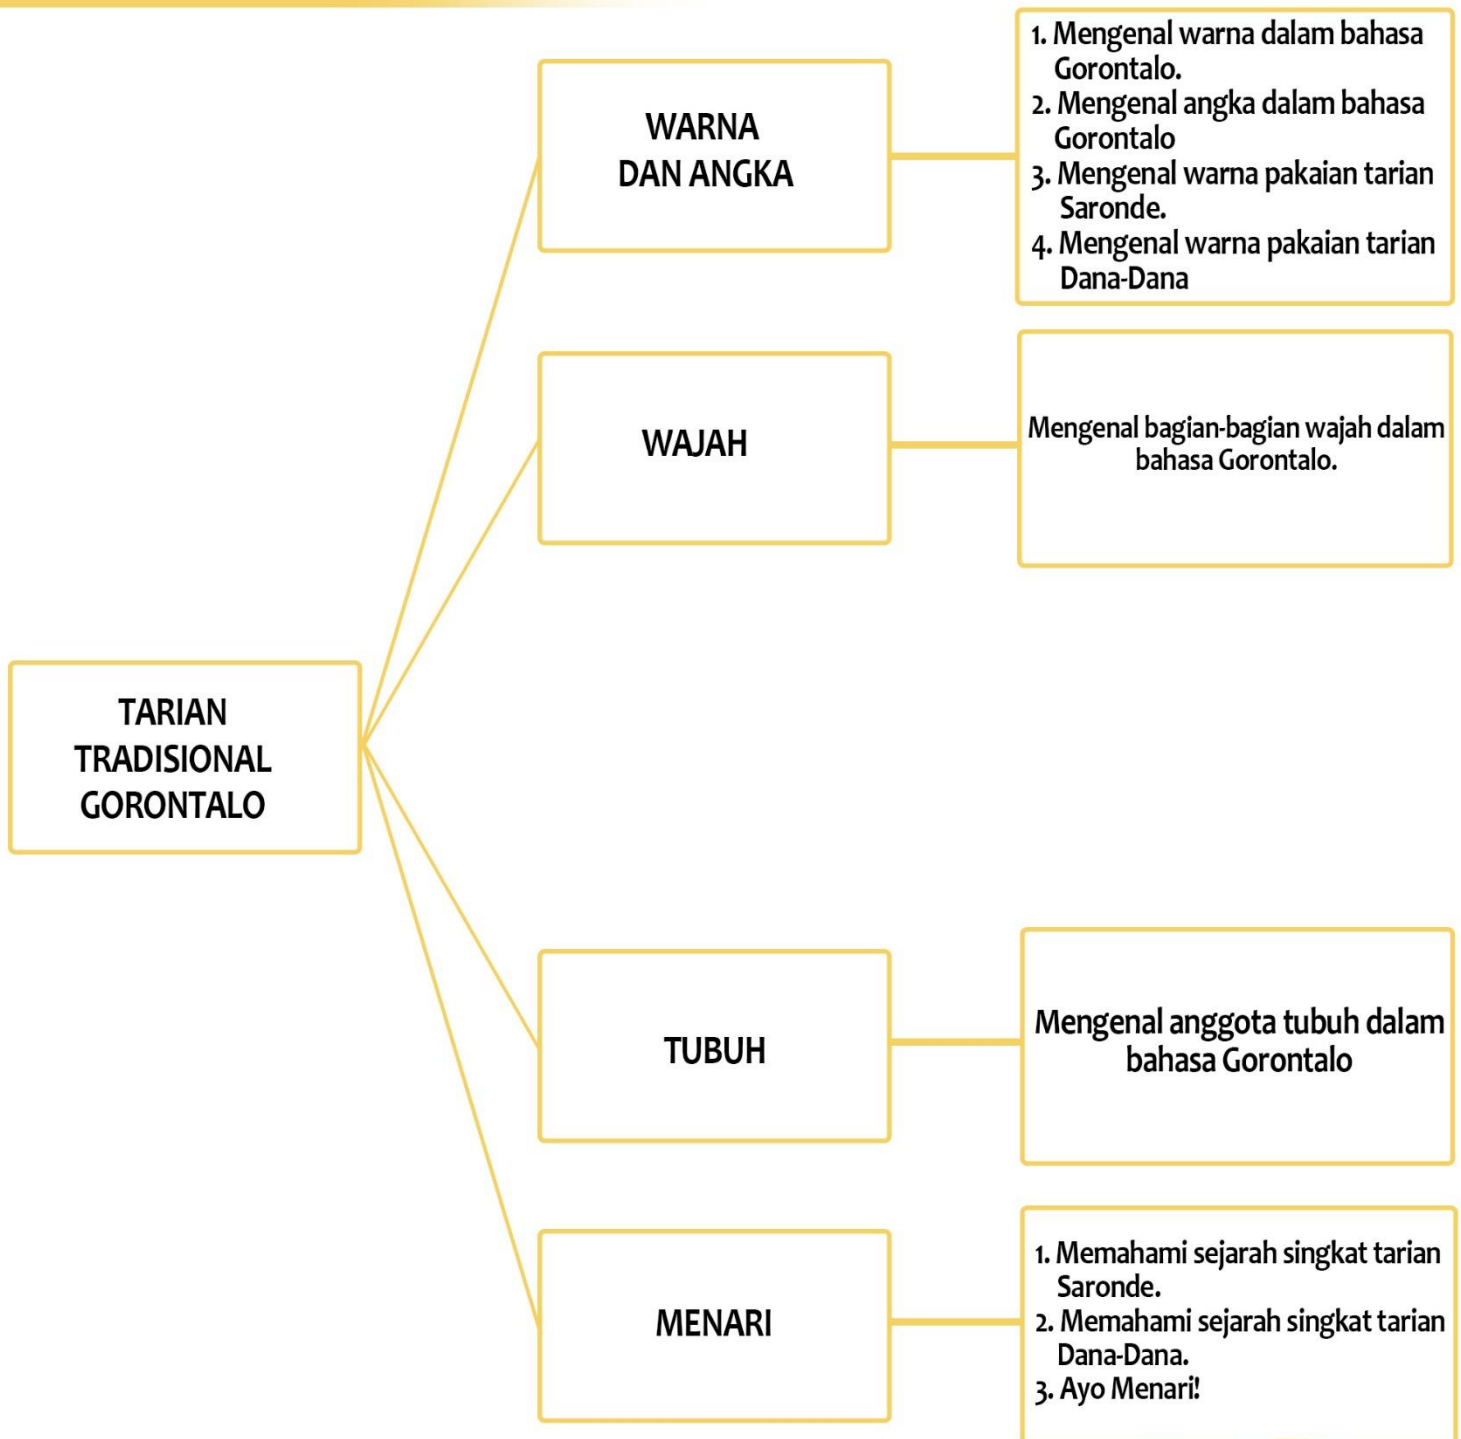 TARIAN
TRADISIONAL
GORONTALO
WARNA
DAN ANGKA
1. Mengenal warna dalam bahasa
Gorontalo.
2. Mengenal angka dalam bahasa
Gorontalo
3. Mengenal warna pakaian tarian
Saronde.
4. Mengenal warna pakaian tarian
Dana-Dana
WAJAH
Mengenal bagian-bagian wajah dalam
bahasa Gorontalo.
TUBUH
Mengenal anggota tubuh dalam
bahasa Gorontalo
MENARI
1. Memahami sejarah singkat tarian
Saronde.
2. Memahami sejarah singkat tarian
Dana-Dana.
3. Ayo Menari!